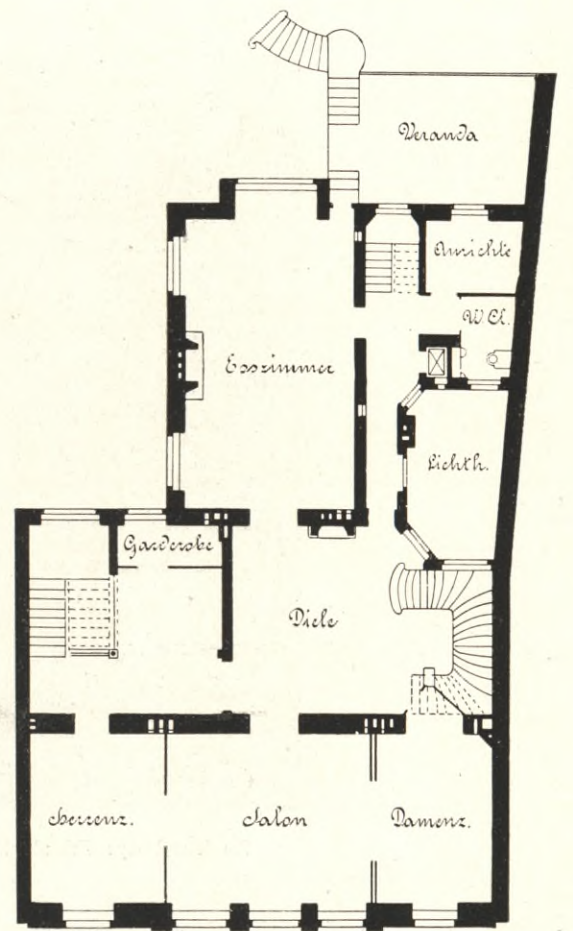 Veranda
Anrichte
W.Cl.
Esszimmer
Lichth.
Garderobe
Diele
Herrenz.
Salon
Damenz.